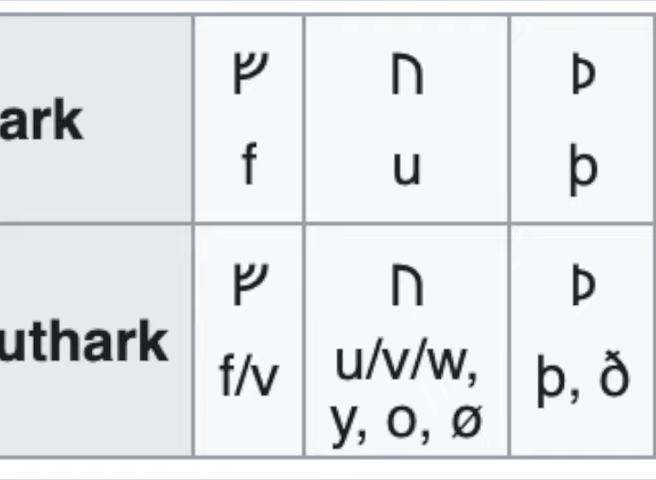 ark
ᚠ ᚢ ᚦ
f u þ
uthark
ᚠ ᚢ ᚦ
f/v u/v/w, þ, ð
y, o, ø